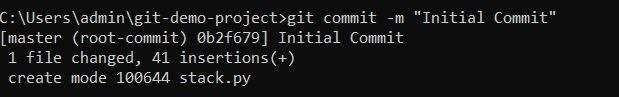 C:\Users\admin\git-demo-project>git commit -m "Initial Commit"
[master (root-commit) 0b2f679] Initial Commit
 1 file changed, 41 insertions(+)
 create mode 100644 stack.py